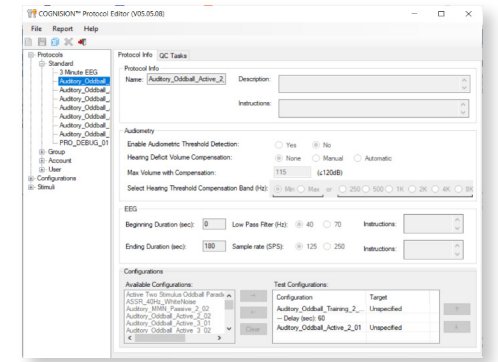 COGNISION™ Protocol Editor (V05.05.08)
File Report Help
Protocols
Standard
3 Minute EEG
Auditory_Oddball_
Auditory_Oddball_
Auditory_Oddball_
Auditory_Oddball_
Auditory_Oddball_
Auditory_Oddball_
PRO_DEBUG_01
Group
Account
User
Configurations
Stimuli
Protocol Info QC Tasks
Protocol Info
Name: Auditory_Oddball_Active_2_ Description:
Instructions:
Audiometry
Enable Audiometric Threshold Detection: Yes No
Hearing Deficit Volume Compensation: None Manual Automatic
Max Volume with Compensation: 115 (≤120dB)
Select Hearing Threshold Compensation Band (Hz): Min Max or 250 500 1K 2K 4K 8K
EEG
Beginning Duration (sec): 0 Low Pass Filter (Hz): 40 70 Instructions:
Ending Duration (sec): 180 Sample rate (SPS): 125 250 Instructions:
Configurations
Available Configurations:
Active Two Stimulus Oddball Paradi
ASSR_40Hz_WhiteNoise
Auditory_MMN_Passive_2_02
Auditory_Oddball_Active_2_02
Auditory_Oddball_Active_3_01
Auditory_Oddball_Active_3_02
Clear
Test Configurations:
Configuration Target
Auditory_Oddball_Training_2_... Unspecified
--- Delay (sec): 60
Auditory_Oddball_Active_2_01 Unspecified